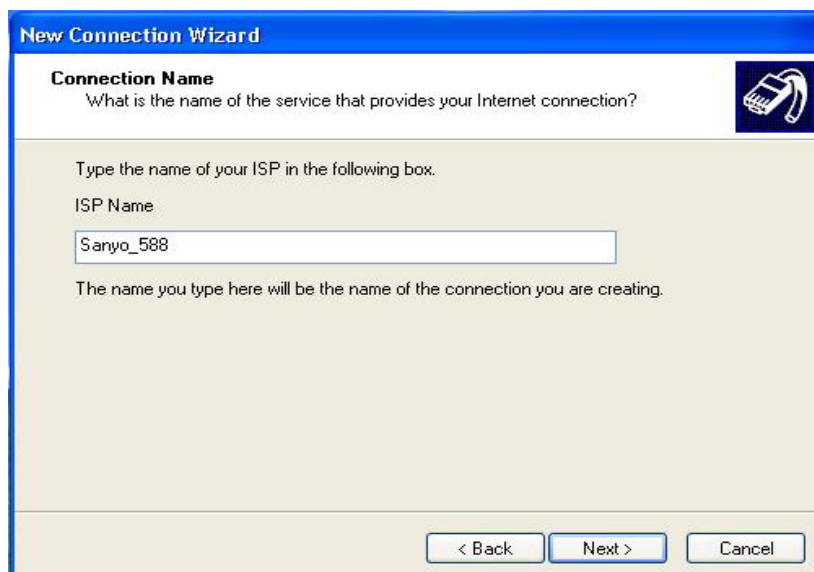 New Connection Wizard
Connection Name
What is the name of the service that provides your Internet connection?
Type the name of your ISP in the following box.
ISP Name
Sanyo_588
The name you type here will be the name of the connection you are creating.
< Back Next > Cancel